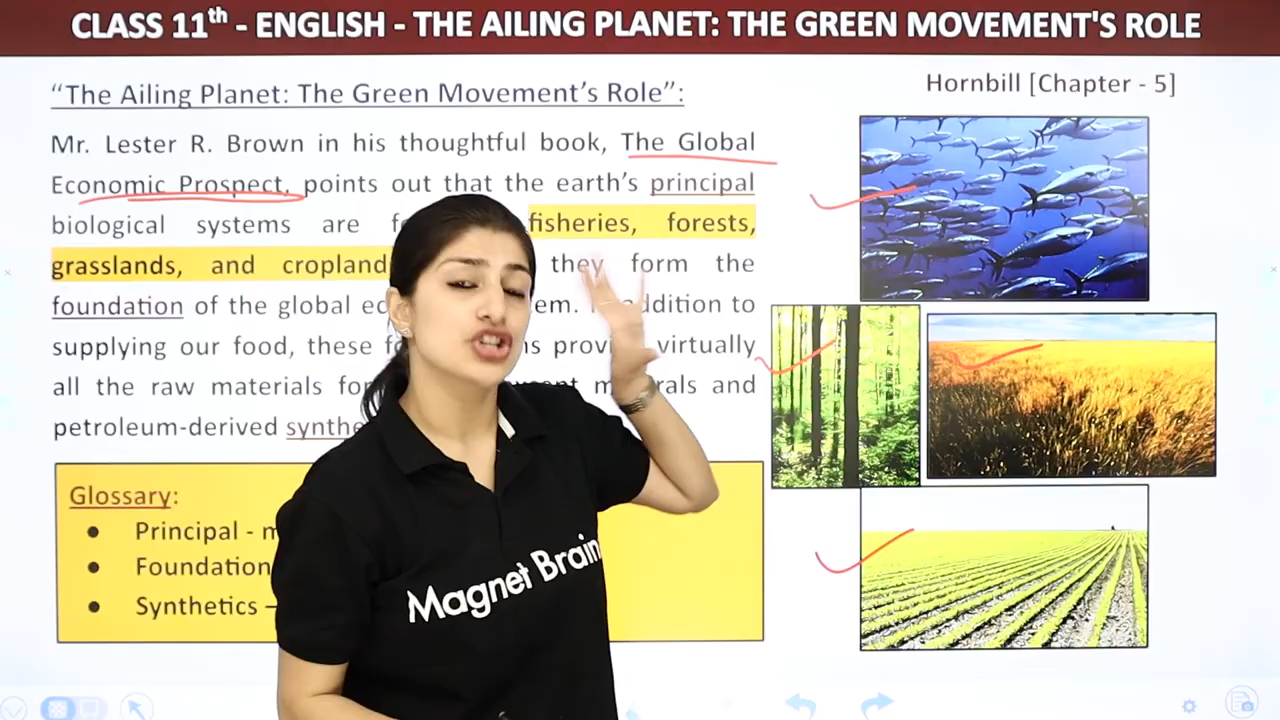 CLASS 11th - ENGLISH - THE AILING PLANET: THE GREEN MOVEMENT'S ROLE
“The Ailing Planet: The Green Movement’s Role”:
Hornbill [Chapter - 5]
Mr. Lester R. Brown in his thoughtful book, The Global
Economic Prospect, points out that the earth’s principal
biological systems are fisheries, forests,
grasslands, and they form the
foundation of the global to
supplying our food, these virtually
all the raw materials and
petroleum-derived
Glossary:
● Principal -
● Foundation
● Synthetics –
Magnet Brain